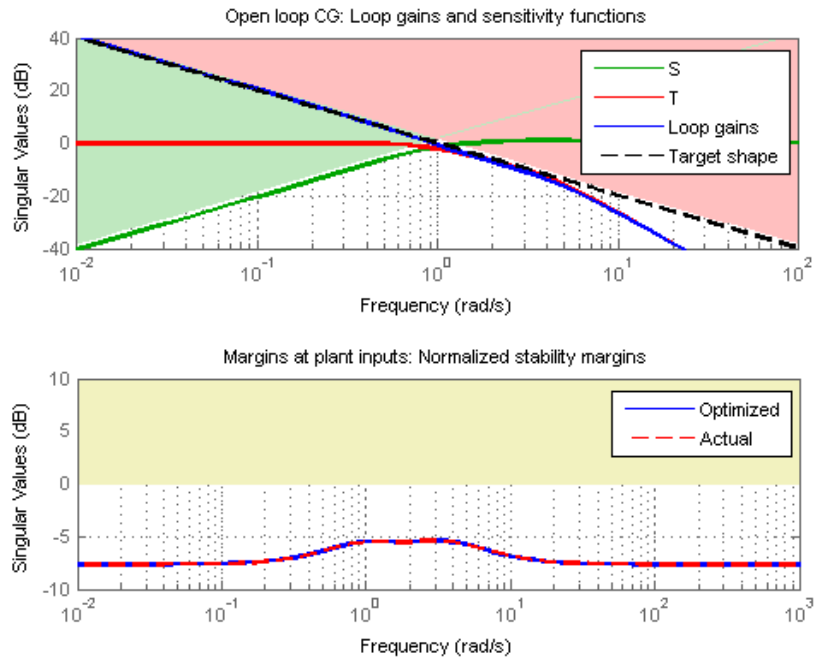 Open loop CG: Loop gains and sensitivity functions
Singular Values (dB)
40
20
0
-20
-40
S
T
Loop gains
Target shape
10^-2
10^-1
10^0
10^1
10^2
Frequency (rad/s)
Margins at plant inputs: Normalized stability margins
Singular Values (dB)
10
5
0
-5
-10
Optimized
Actual
10^-2
10^-1
10^0
10^1
10^2
10^3
Frequency (rad/s)